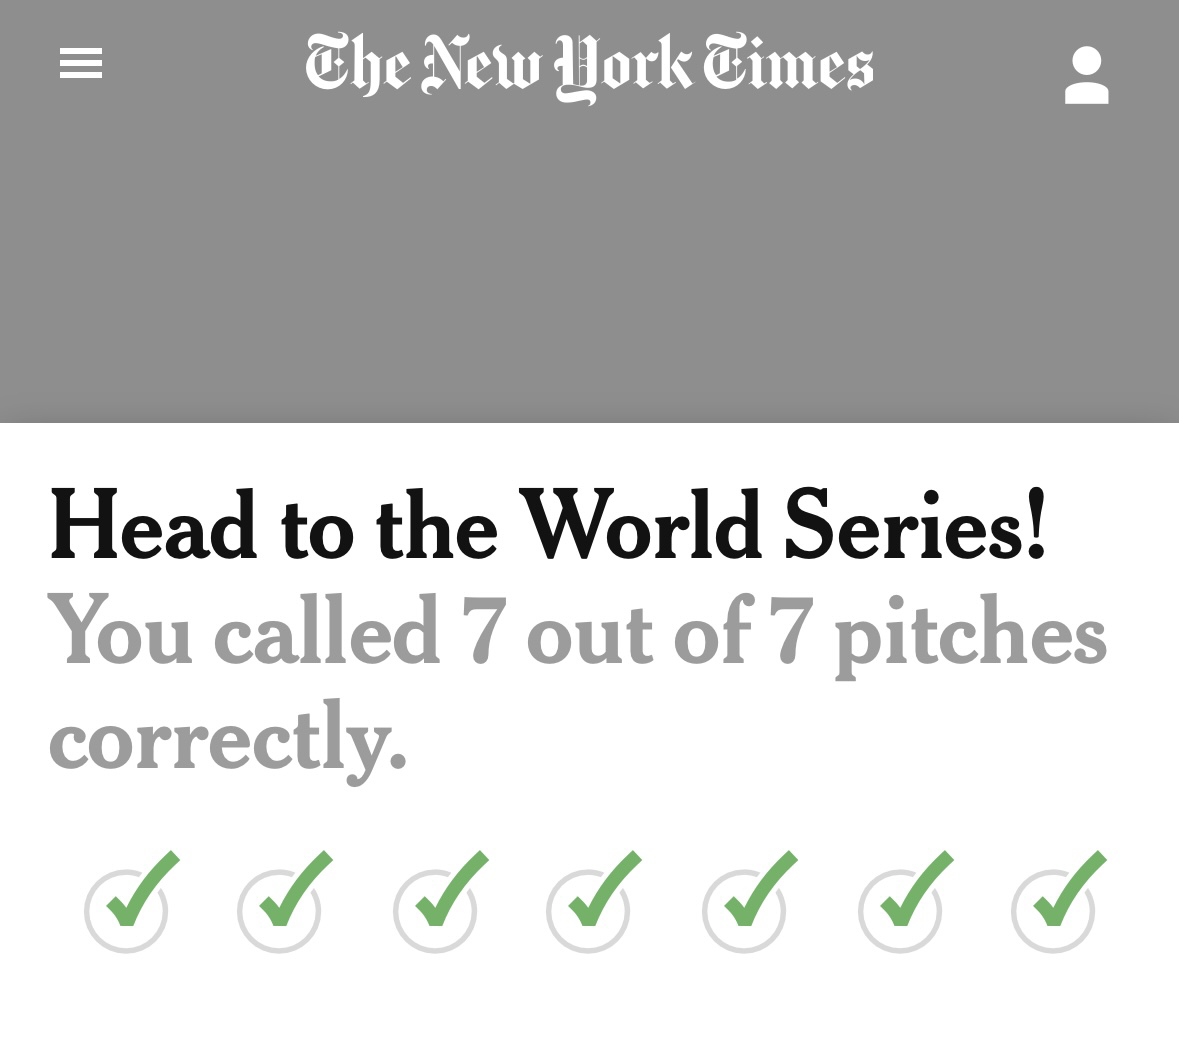 The New York Times
Head to the World Series!
You called 7 out of 7 pitches
correctly.